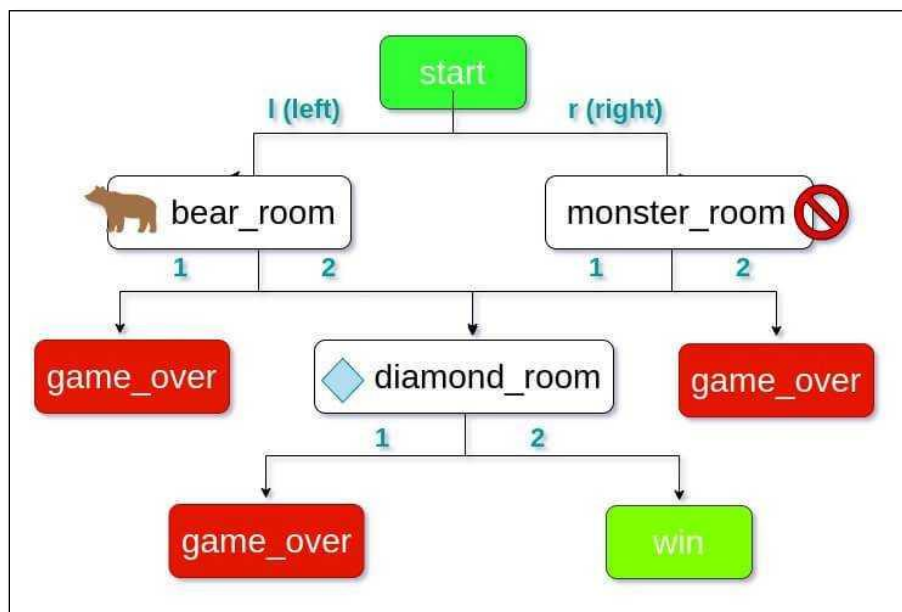 start
l (left)
r (right)
bear_room
monster_room
1
2
1
2
game_over
diamond_room
game_over
1
2
game_over
win